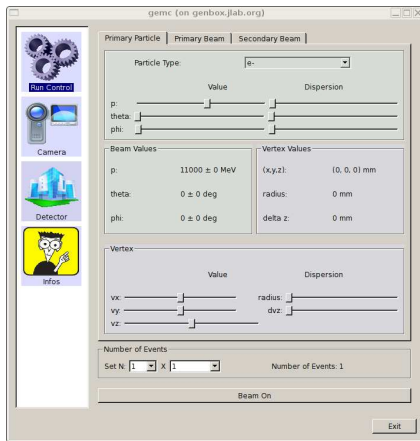 gemc (on genbox.jlab.org)
Run Control
Camera
Detector
Infos
Primary Particle
Primary Beam
Secondary Beam
Particle Type:
e-
Value
Dispersion
p:
theta:
phi:
Beam Values
p:
11000 ± 0 MeV
theta:
0 ± 0 deg
phi:
0 ± 0 deg
Vertex Values
(x,y,z):
(0, 0, 0) mm
radius:
0 mm
delta z:
0 mm
Vertex
Value
Dispersion
vx:
radius:
vy:
dvz:
vz:
Number of Events
Set N: 1 X 1
Number of Events: 1
Beam On
Exit